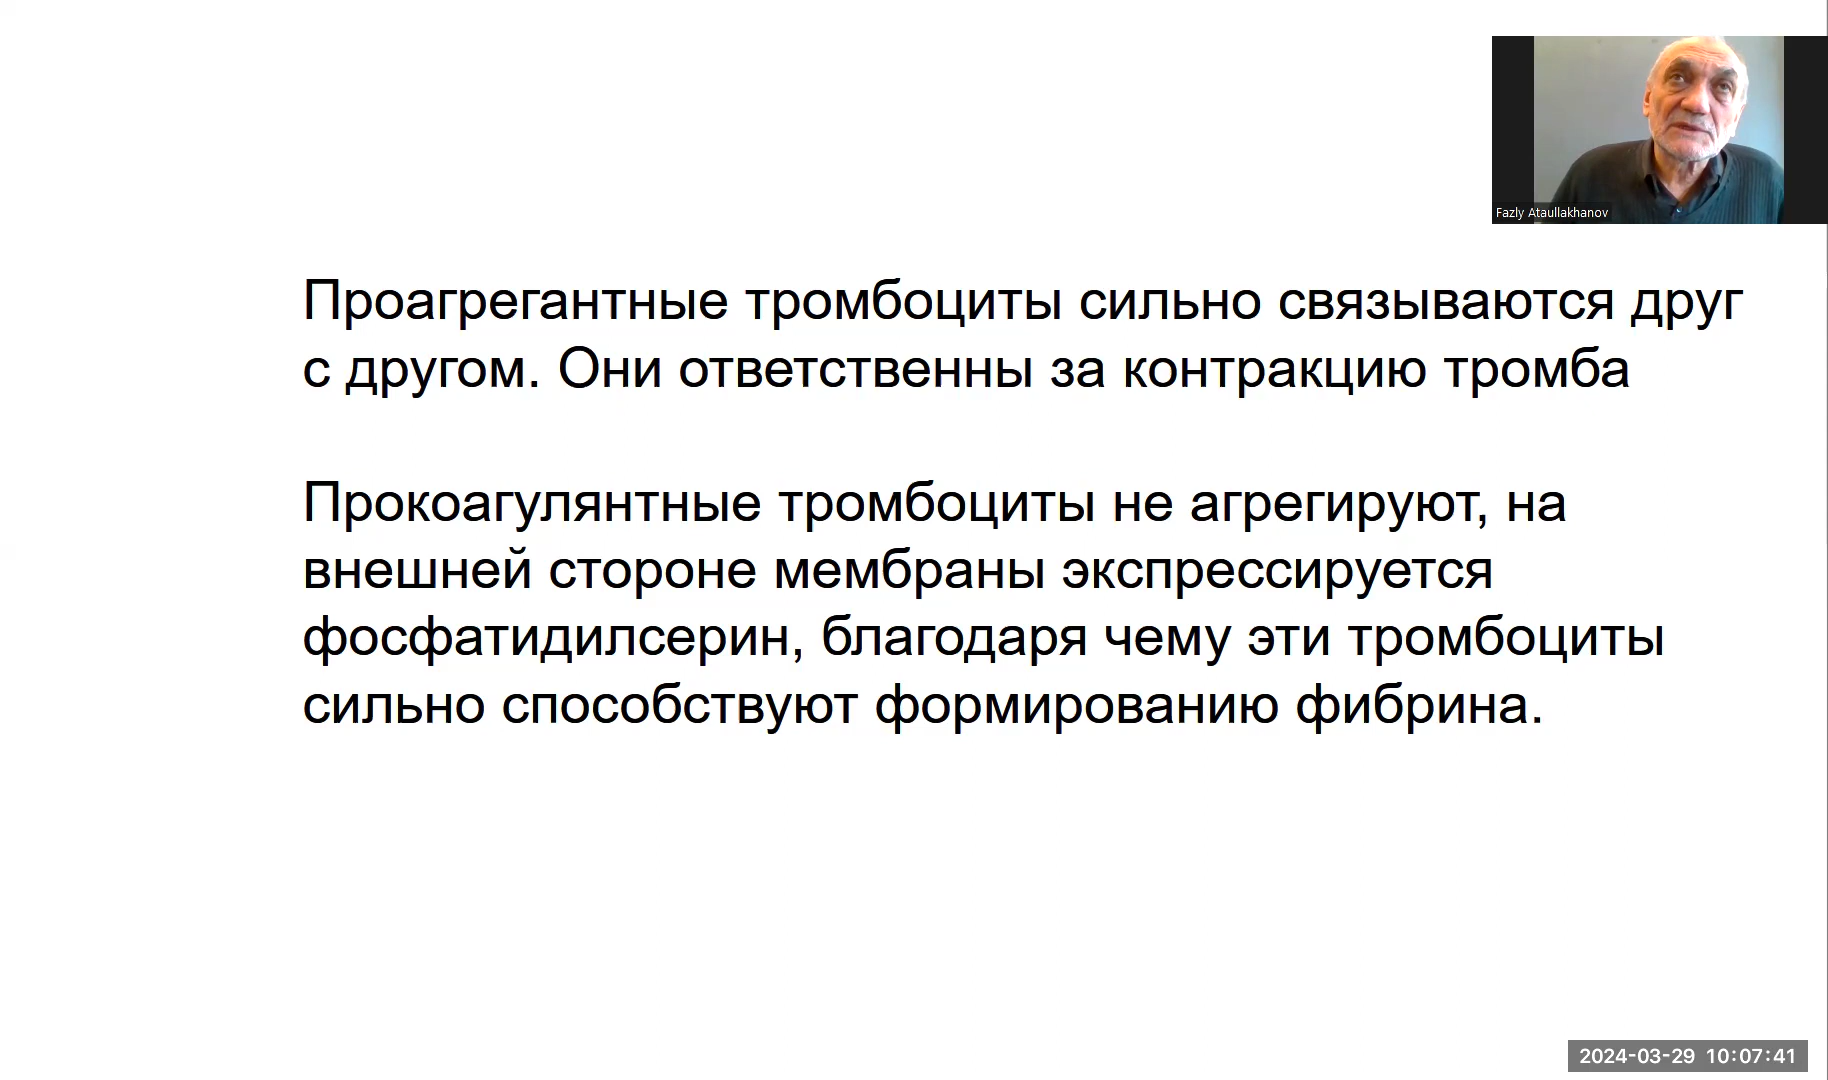 Fazly Ataullakhanov
Проагрегантные тромбоциты сильно связываются друг
с другом. Они ответственны за контракцию тромба
Прокоагулянтные тромбоциты не агрегируют, на
внешней стороне мембраны экспрессируется
фосфатидилсерин, благодаря чему эти тромбоциты
сильно способствуют формированию фибрина.
2024-03-29 10:07:41